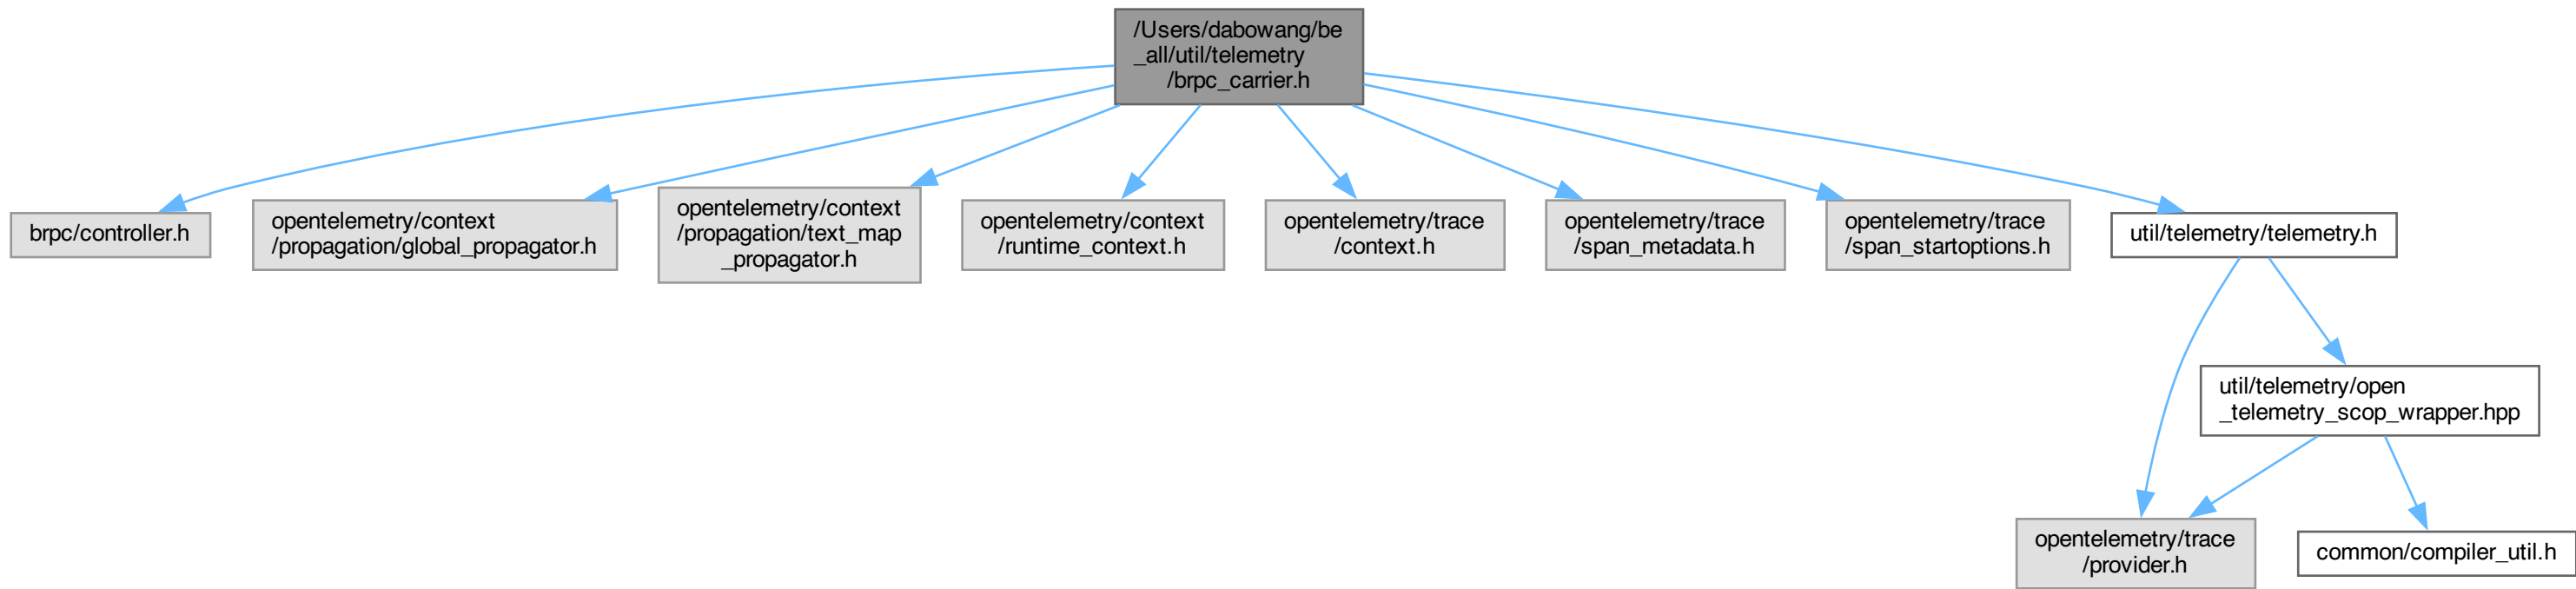 /Users/dabowang/be
_all/util/telemetry
/brpc_carrier.h
brpc/controller.h
opentelemetry/context
/propagation/global_propagator.h
opentelemetry/context
/propagation/text_map
_propagator.h
opentelemetry/context
/runtime_context.h
opentelemetry/trace
/context.h
opentelemetry/trace
/span_metadata.h
opentelemetry/trace
/span_startoptions.h
util/telemetry/telemetry.h
util/telemetry/open
_telemetry_scop_wrapper.hpp
opentelemetry/trace
/provider.h
common/compiler_util.h